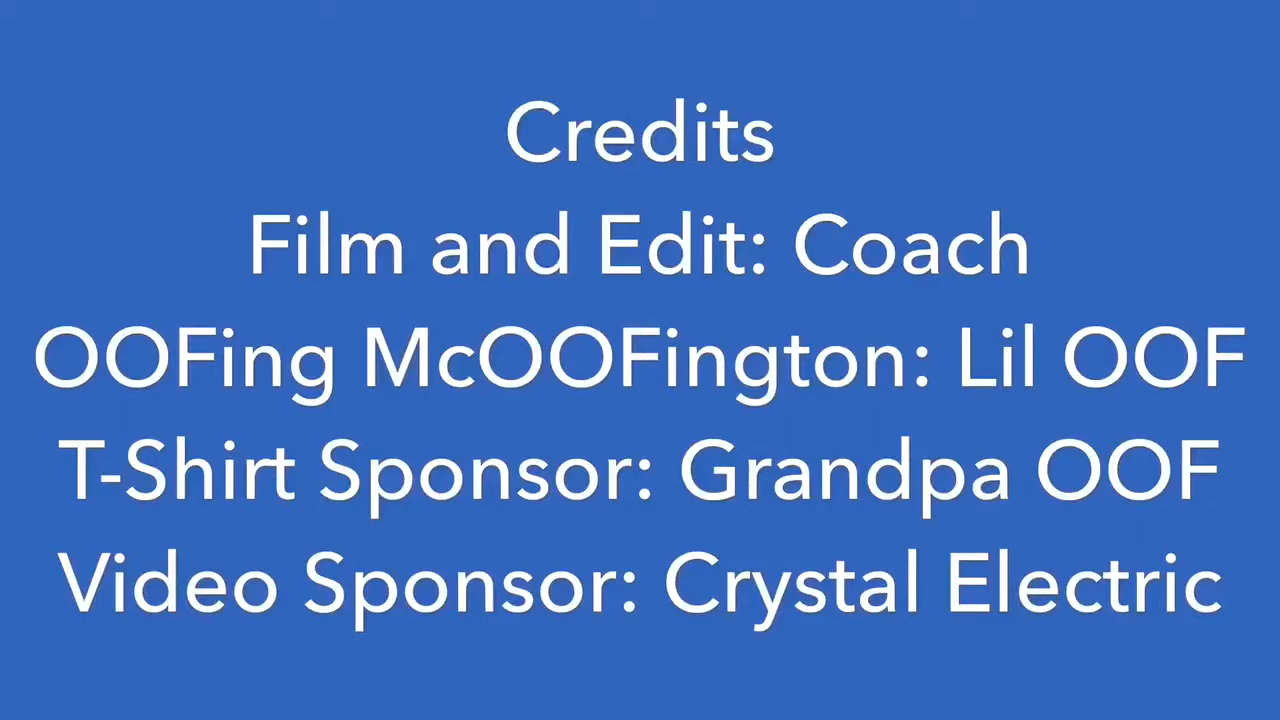 Credits
Film and Edit: Coach
OOFing McOOFington: Lil OOF
T-Shirt Sponsor: Grandpa OOF
Video Sponsor: Crystal Electric